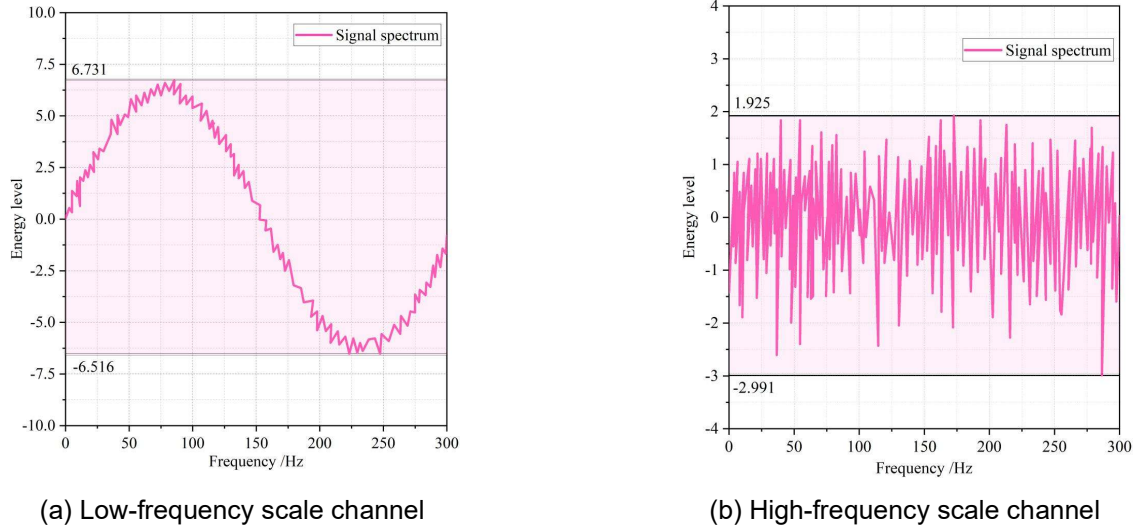 10.0
7.5
5.0
2.5
0.0
-2.5
-5.0
-7.5
-10.0
Energy level
6.731
-6.516
Signal spectrum
0 50 100 150 200 250 300
Frequency /Hz
(a) Low-frequency scale channel
4
3
2
1
0
-1
-2
-3
-4
Energy level
1.925
-2.991
Signal spectrum
0 50 100 150 200 250 300
Frequency /Hz
(b) High-frequency scale channel